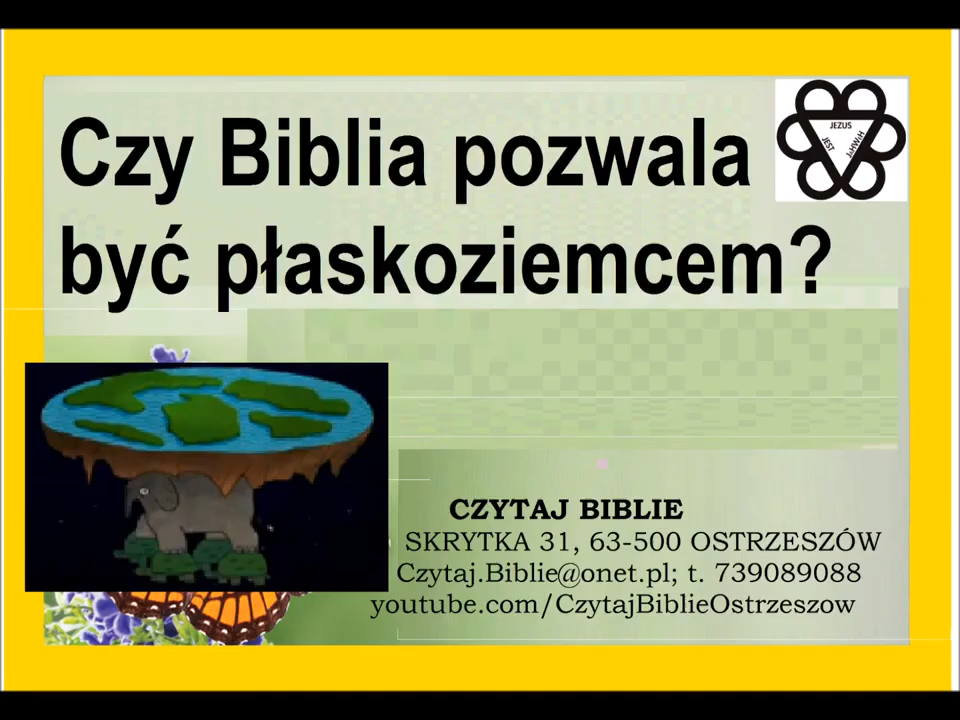 Czy Biblia pozwala
być płaskoziemcem?
JEZUS
JEST
JaHWeH
CZYTAJ BIBLIE
SKRYTKA 31, 63-500 OSTRZESZÓW
Czytaj.Biblie@onet.pl; t. 739089088
youtube.com/CzytajBiblieOstrzeszow